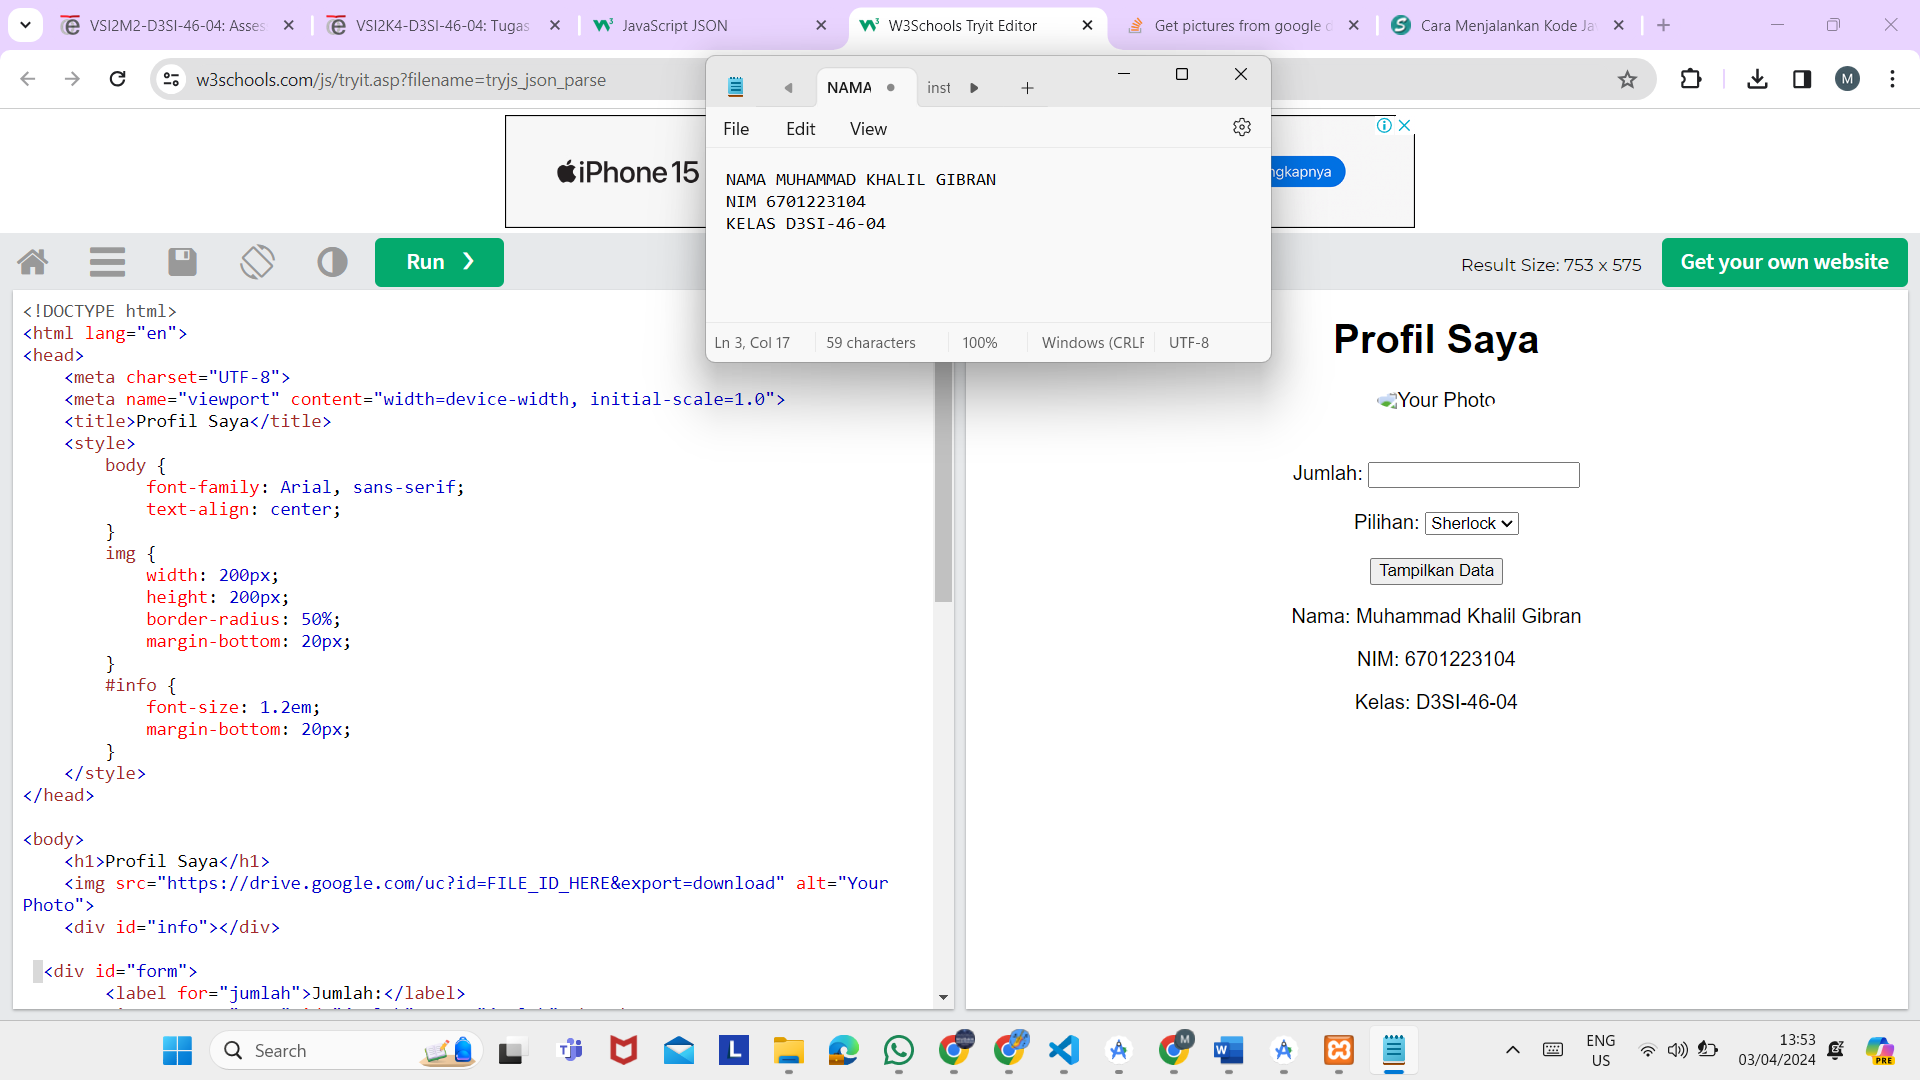 VSI2M2-D3SI-46-04: Asses
VSI2K4-D3SI-46-04: Tugas
JavaScript JSON
W3Schools Tryit Editor
Get pictures from google
Cara Menjalankan Kode
w3schools.com/js/tryit.asp?filename=tryjs_json_parse
M
NAMA
inst
File
Edit
View
NAMA MUHAMMAD KHALIL GIBRAN
NIM 6701223104
KELAS D3SI-46-04
Ln 3, Col 17
59 characters
100%
Windows (CRLF
UTF-8
iPhone 15
ngkapnya
Run ❯
Result Size: 753 x 575
Get your own website
<!DOCTYPE html>
<html lang="en">
<head>
<meta charset="UTF-8">
<meta name="viewport" content="width=device-width, initial-scale=1.0">
<title>Profil Saya</title>
<style>
body {
font-family: Arial, sans-serif;
text-align: center;
}
img {
width: 200px;
height: 200px;
border-radius: 50%;
margin-bottom: 20px;
}
#info {
font-size: 1.2em;
margin-bottom: 20px;
}
</style>
</head>
<body>
<h1>Profil Saya</h1>
<img src="https://drive.google.com/uc?id=FILE_ID_HERE&export=download" alt="Your
Photo">
<div id="info"></div>
<div id="form">
<label for="jumlah">Jumlah:</label>
Profil Saya
Your Photo
Jumlah:
Pilihan: Sherlock
Tampilkan Data
Nama: Muhammad Khalil Gibran
NIM: 6701223104
Kelas: D3SI-46-04
Search
L
M
PRE
ENG
US
13:53
03/04/2024